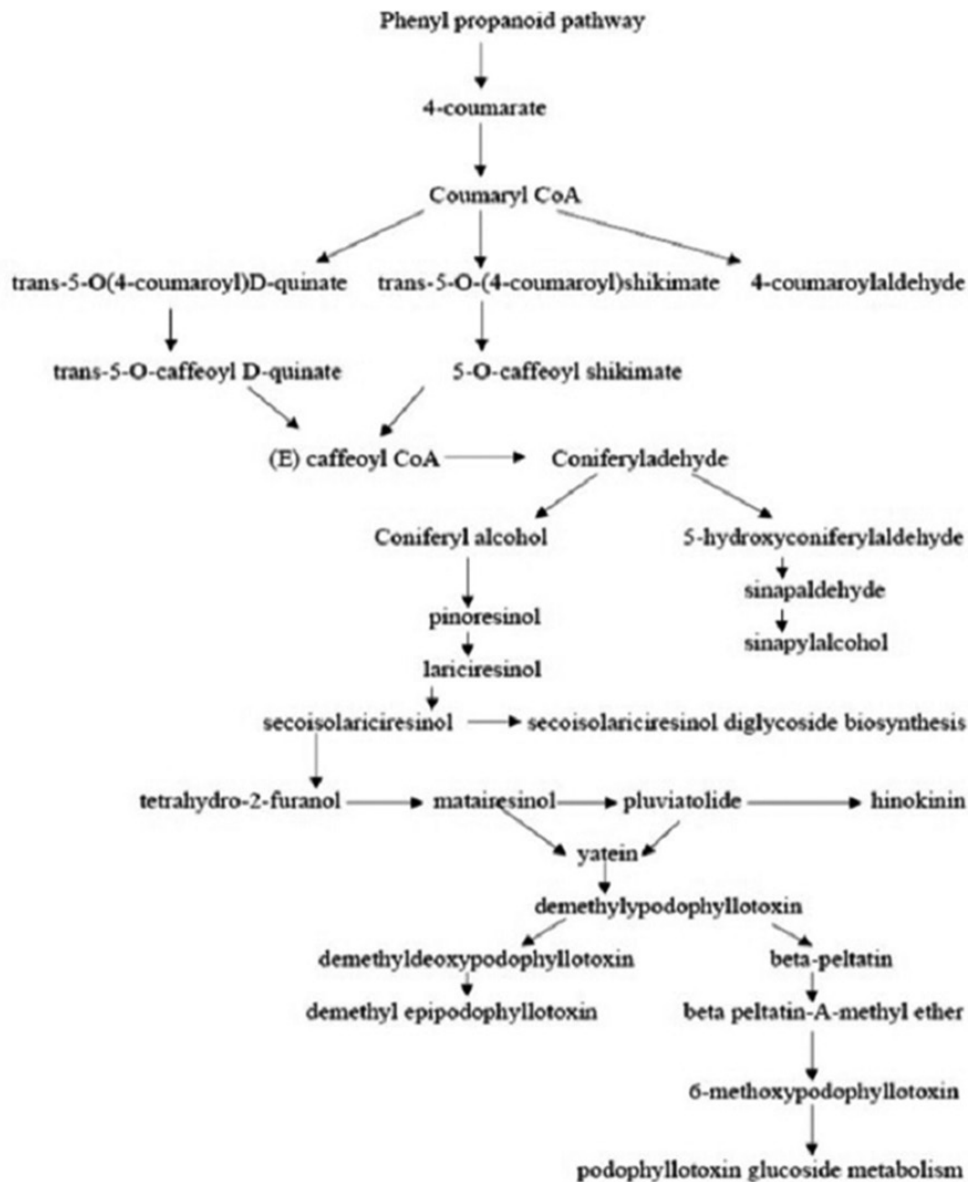 Phenyl propanoid pathway
4-coumarate
Coumaryl CoA
trans-5-O(4-coumaroyl)D-quinate trans-5-O-(4-coumaroyl)shikimate 4-coumaroylaldehyde
trans-5-O-caffeoyl D-quinate 5-O-caffeoyl shikimate
(E) caffeoyl CoA Coniferyladehyde
Coniferyl alcohol 5-hydroxyconiferylaldehyde
sinapaldehyde
pinoresinol
sinapylalcohol
lariciresinol
secoisolariciresinol secoisolariciresinol diglycoside biosynthesis
tetrahydro-2-furanol matairesinol pluviatolide hinokinin
yatein
demethylypodophyllotoxin
demethyldeoxypodophyllotoxin beta-peltatin
demethyl epipodophyllotoxin beta peltatin-A-methyl ether
6-methoxypodophyllotoxin
podophyllotoxin glucoside metabolism